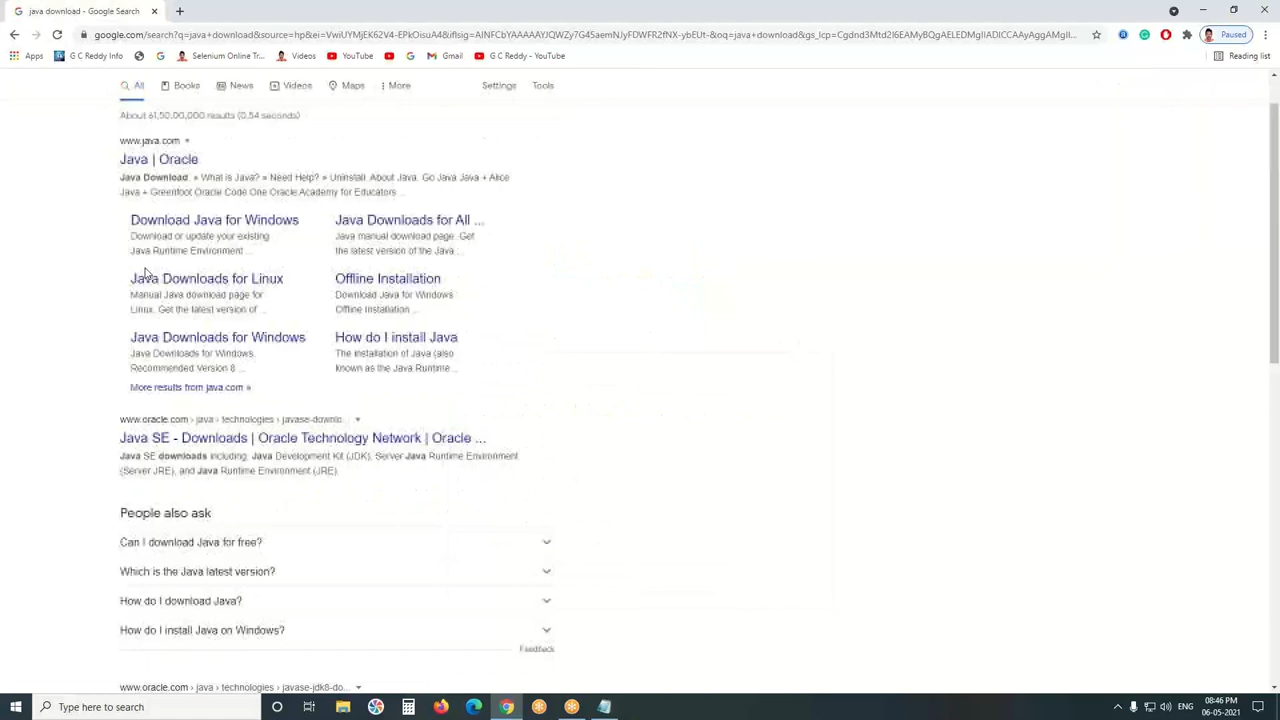 java download - Google Search
google.com/search?q=java+download&source=hp&ei=
Paused
Apps
G C Reddy Info
Selenium Online Tr...
Videos
YouTube
Gmail
G C Reddy - YouTube
Reading list
All
Books
News
Videos
Maps
More
Settings
Tools
About 61,50,00,000 results (0.54 seconds)
www.java.com
Java | Oracle
Java Download. » What is Java? » Need Help? » Uninstall. About Java. Go Java Java + Alice
Java + Greenfoot Oracle Code One Oracle Academy for Educators ...
Download Java for Windows
Download or update your existing
Java Runtime Environment ...
Java Downloads for All ...
Java manual download page. Get
the latest version of the Java ...
Java Downloads for Linux
Manual Java download page for
Linux. Get the latest version of ...
Offline Installation
Download Java for Windows
Offline Installation ...
Java Downloads for Windows
Java Downloads for Windows.
Recommended Version 8 ...
How do I install Java
The installation of Java (also
known as the Java Runtime ...
More results from java.com »
www.oracle.com › java › technologies › javase-downlo...
Java SE - Downloads | Oracle Technology Network | Oracle ...
Java SE downloads including: Java Development Kit (JDK), Server Java Runtime Environment
(Server JRE), and Java Runtime Environment (JRE).
People also ask
Can I download Java for free?
Which is the Java latest version?
How do I download Java?
How do I install Java on Windows?
Feedback
www.oracle.com › java › technologies › javase-jdk8-do...
Type here to search
ENG
08:46 PM
06-05-2021